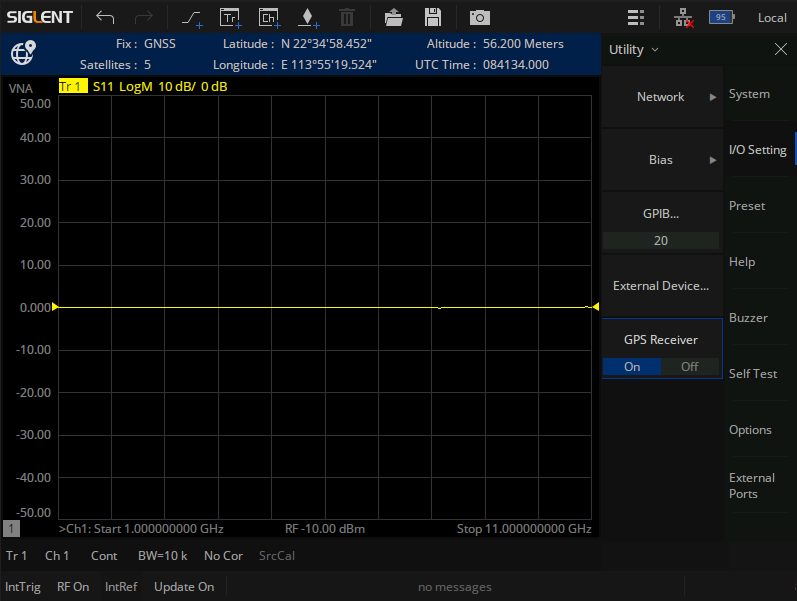 SIGLENT Tr Ch 95 Local
Fix : GNSS Latitude : N 22°34'58.452" Altitude : 56.200 Meters
Satellites : 5 Longitude : E 113°55'19.524" UTC Time : 084134.000
Utility
VNA
Tr 1 S11 LogM 10 dB/ 0 dB
50.00
40.00
30.00
20.00
10.00
0.000
-10.00
-20.00
-30.00
-40.00
-50.00
1 >Ch1: Start 1.000000000 GHz RF -10.00 dBm Stop 11.000000000 GHz
Tr 1 Ch 1 Cont BW=10 k No Cor SrcCal
IntTrig RF On IntRef Update On no messages
Network
Bias
GPIB...
20
External Device...
GPS Receiver
On Off
System
I/O Setting
Preset
Help
Buzzer
Self Test
Options
External
Ports